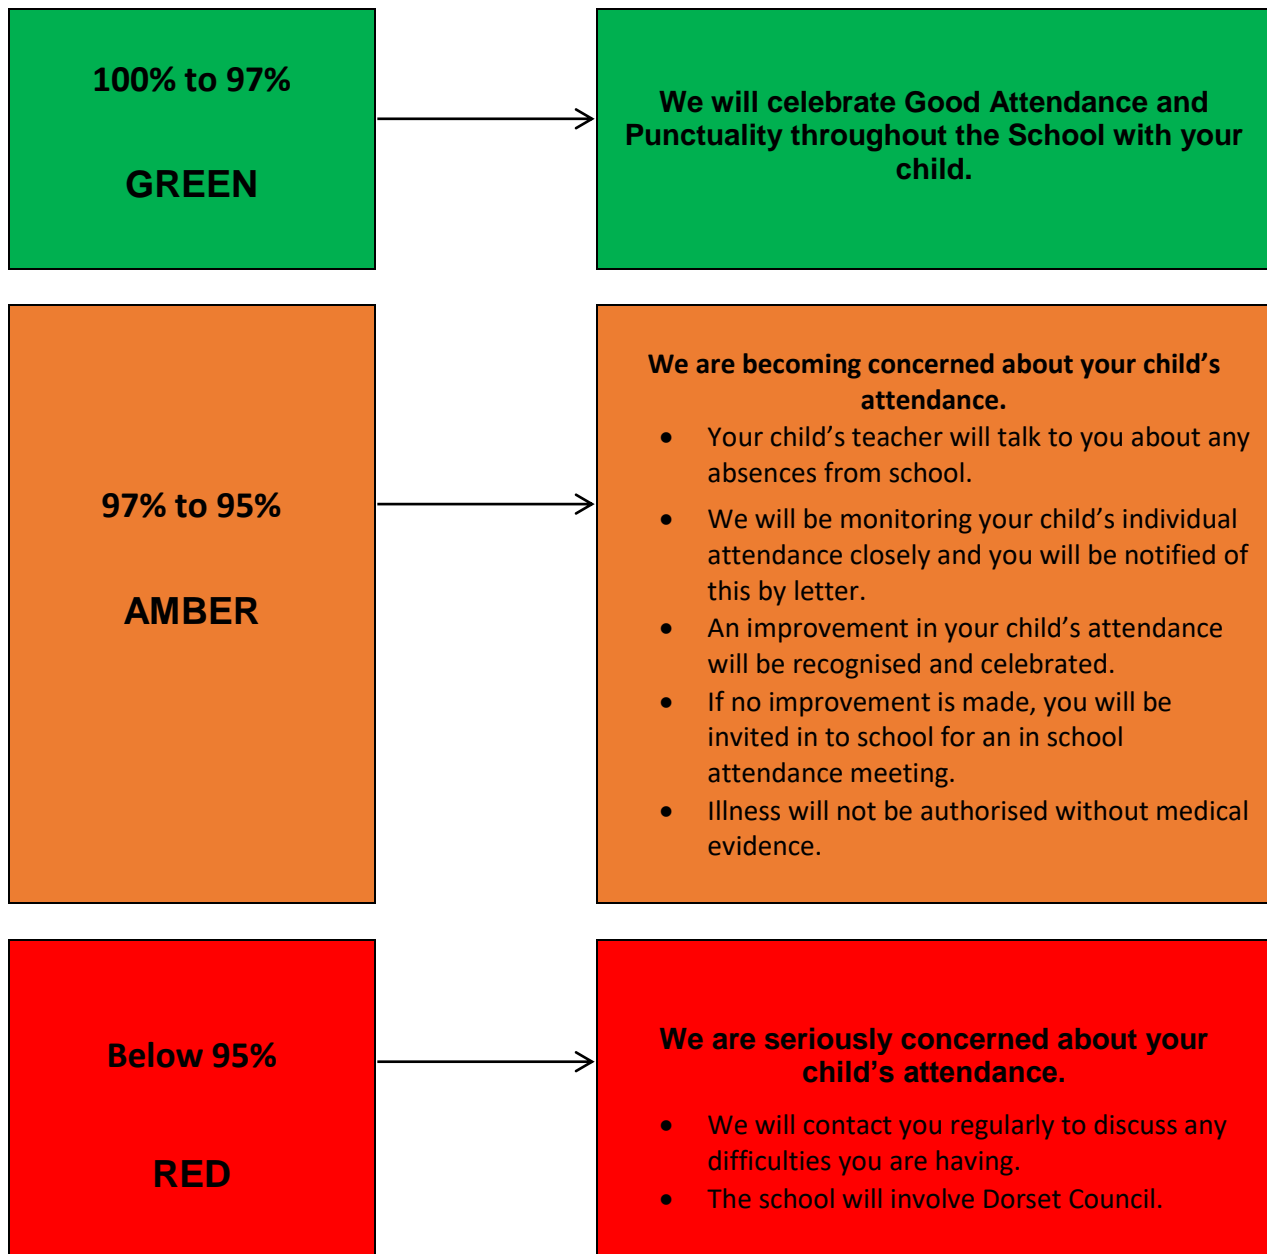 100% to 97%
GREEN
We will celebrate Good Attendance and
Punctuality throughout the School with your
child.
97% to 95%
AMBER
We are becoming concerned about your child’s
attendance.
• Your child’s teacher will talk to you about any
absences from school.
• We will be monitoring your child’s individual
attendance closely and you will be notified of
this by letter.
• An improvement in your child’s attendance
will be recognised and celebrated.
• If no improvement is made, you will be
invited in to school for an in school
attendance meeting.
• Illness will not be authorised without medical
evidence.
Below 95%
RED
We are seriously concerned about your
child’s attendance.
• We will contact you regularly to discuss any
difficulties you are having.
• The school will involve Dorset Council.